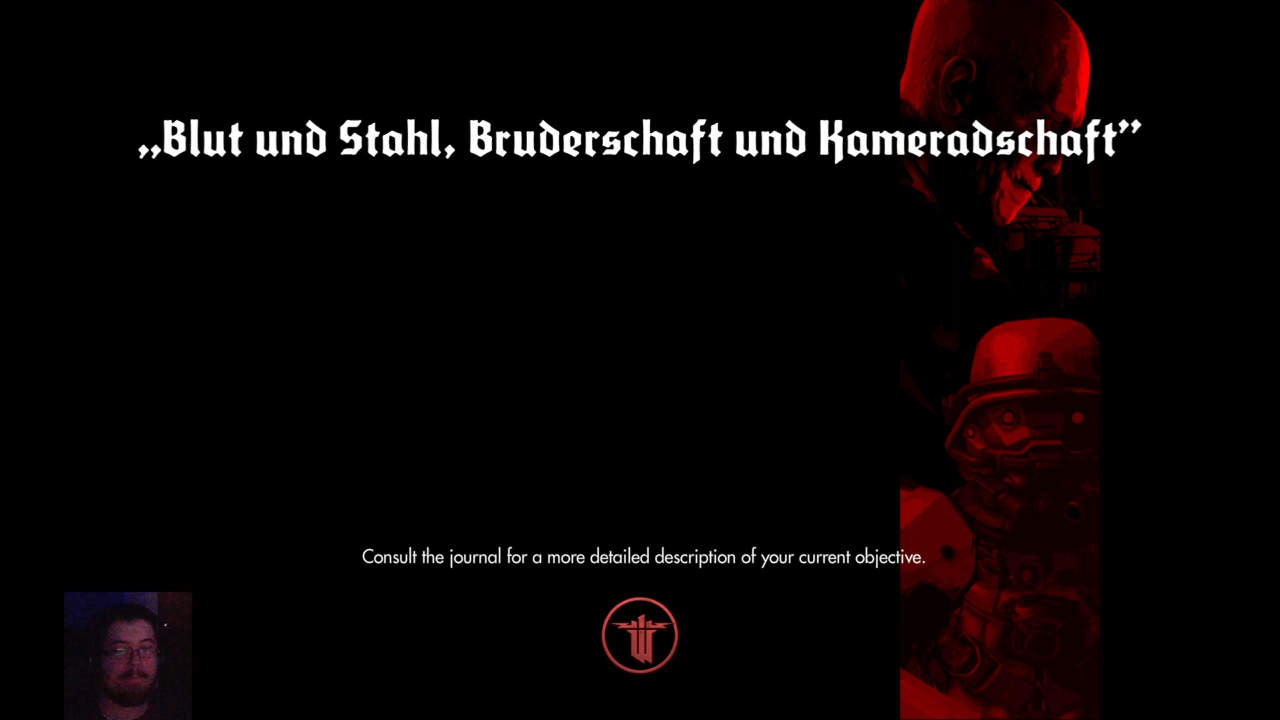 „Blut und Stahl, Bruderschaft und Kameradschaft”
Consult the journal for a more detailed description of your current objective.